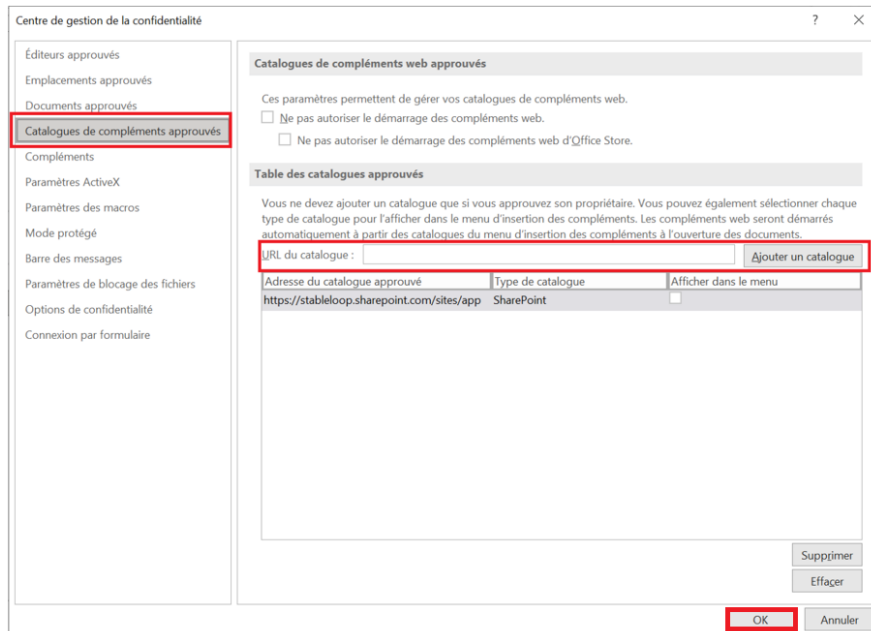 Centre de gestion de la confidentialité
?
Éditeurs approuvés
Emplacements approuvés
Documents approuvés
Catalogues de compléments approuvés
Compléments
Paramètres ActiveX
Paramètres des macros
Mode protégé
Barre des messages
Paramètres de blocage des fichiers
Options de confidentialité
Connexion par formulaire
Catalogues de compléments web approuvés
Ces paramètres permettent de gérer vos catalogues de compléments web.
Ne pas autoriser le démarrage des compléments web.
Ne pas autoriser le démarrage des compléments web d'Office Store.
Table des catalogues approuvés
Vous ne devez ajouter un catalogue que si vous approuvez son propriétaire. Vous pouvez également sélectionner chaque
type de catalogue pour l'afficher dans le menu d'insertion des compléments. Les compléments web seront démarrés
automatiquement à partir des catalogues du menu d'insertion des compléments à l'ouverture des documents.
URL du catalogue : Ajouter un catalogue
Adresse du catalogue approuvé Type de catalogue Afficher dans le menu
https://stableloop.sharepoint.com/sites/app SharePoint
Supprimer
Effacer
OK Annuler